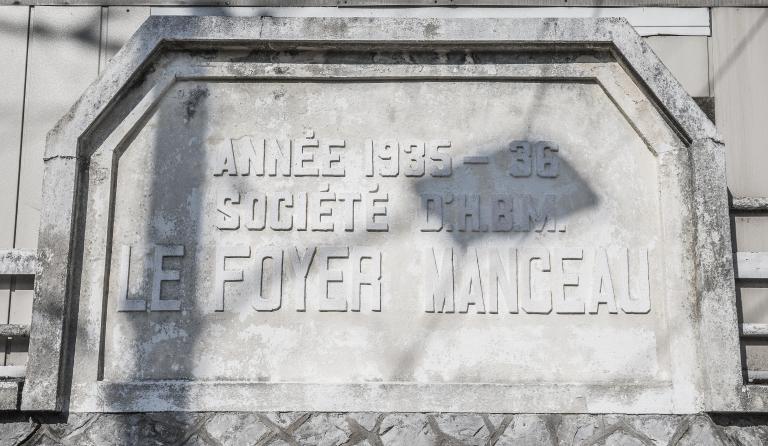 ANNÉE 1935 - 36
SOCIÉTÉ D'.H.B.M.
LE FOYER MANCEAU